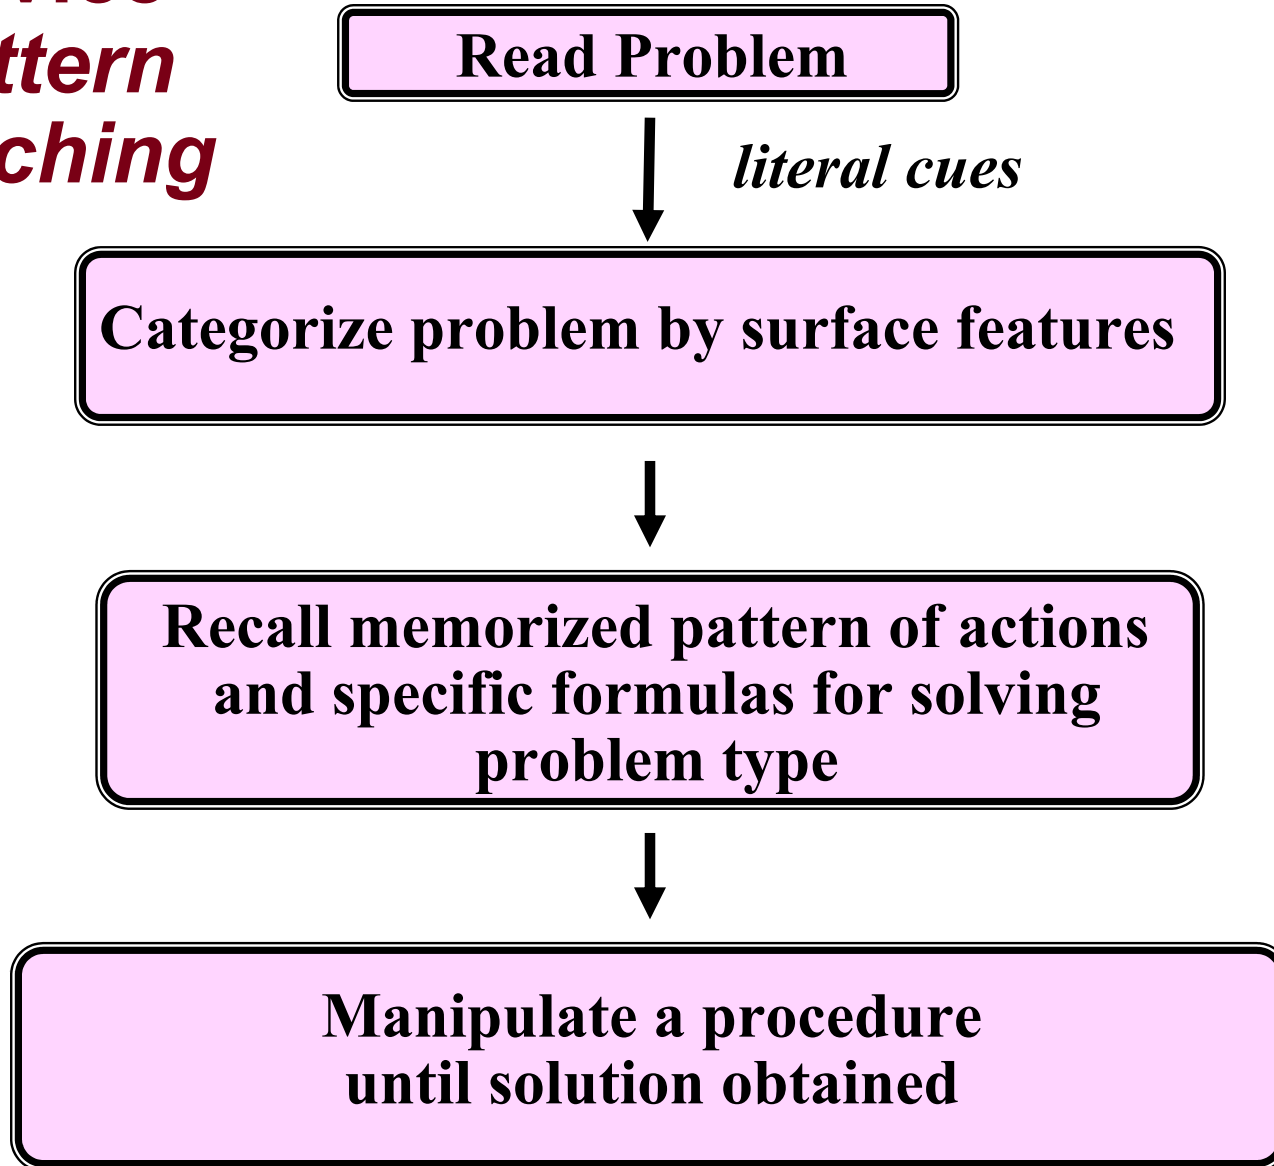 ttern
ching
Read Problem
literal cues
Categorize problem by surface features
Recall memorized pattern of actions
and specific formulas for solving
problem type
Manipulate a procedure
until solution obtained